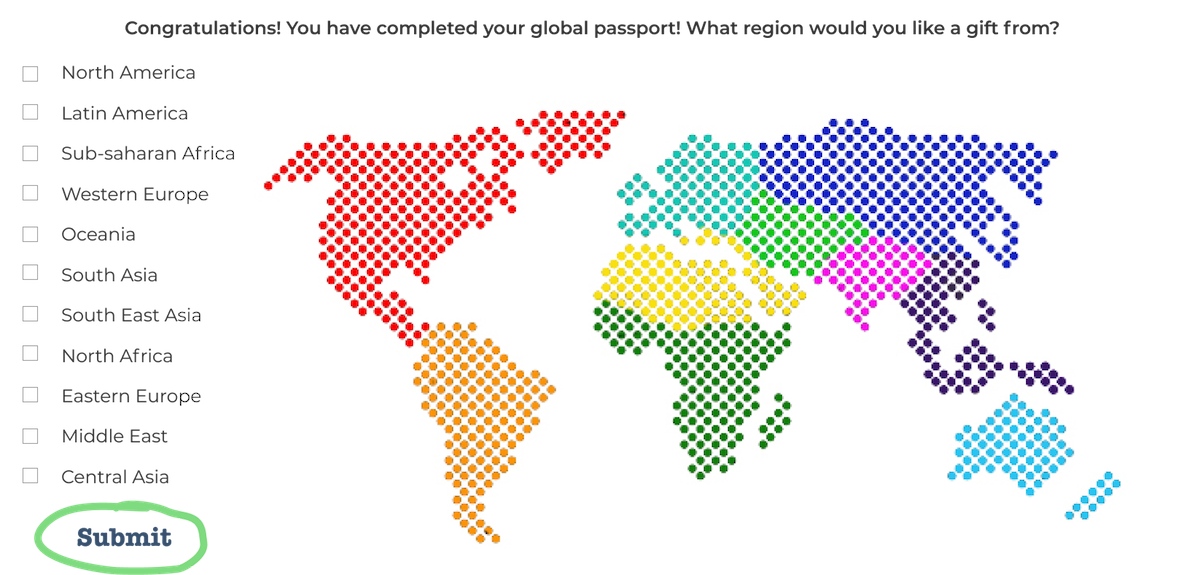 Congratulations! You have completed your global passport! What region would you like a gift from?
North America
Latin America
Sub-saharan Africa
Western Europe
Oceania
South Asia
South East Asia
North Africa
Eastern Europe
Middle East
Central Asia
Submit